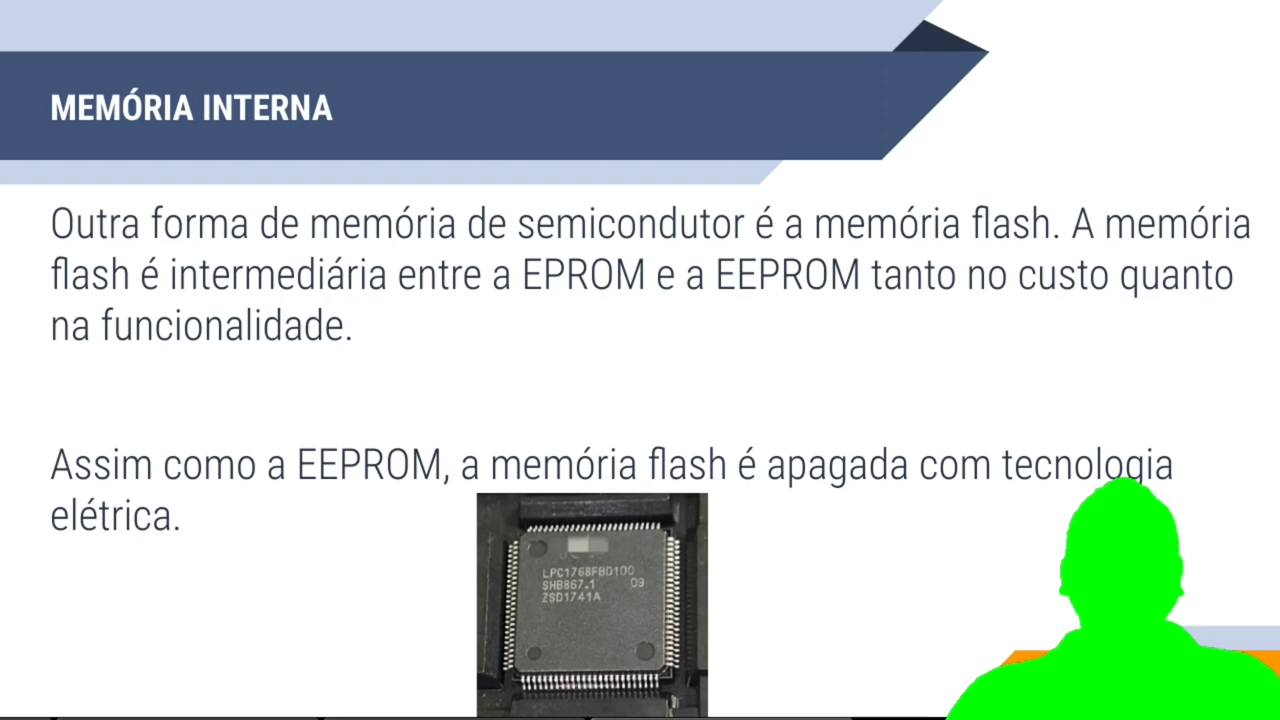 MEMÓRIA INTERNA
Outra forma de memória de semicondutor é a memória flash. A memória
flash é intermediária entre a EPROM e a EEPROM tanto no custo quanto
na funcionalidade.
Assim como a EEPROM, a memória flash é apagada com tecnologia
elétrica.
LPC1768FBD100
SHB867.1 09
ZSD1741A